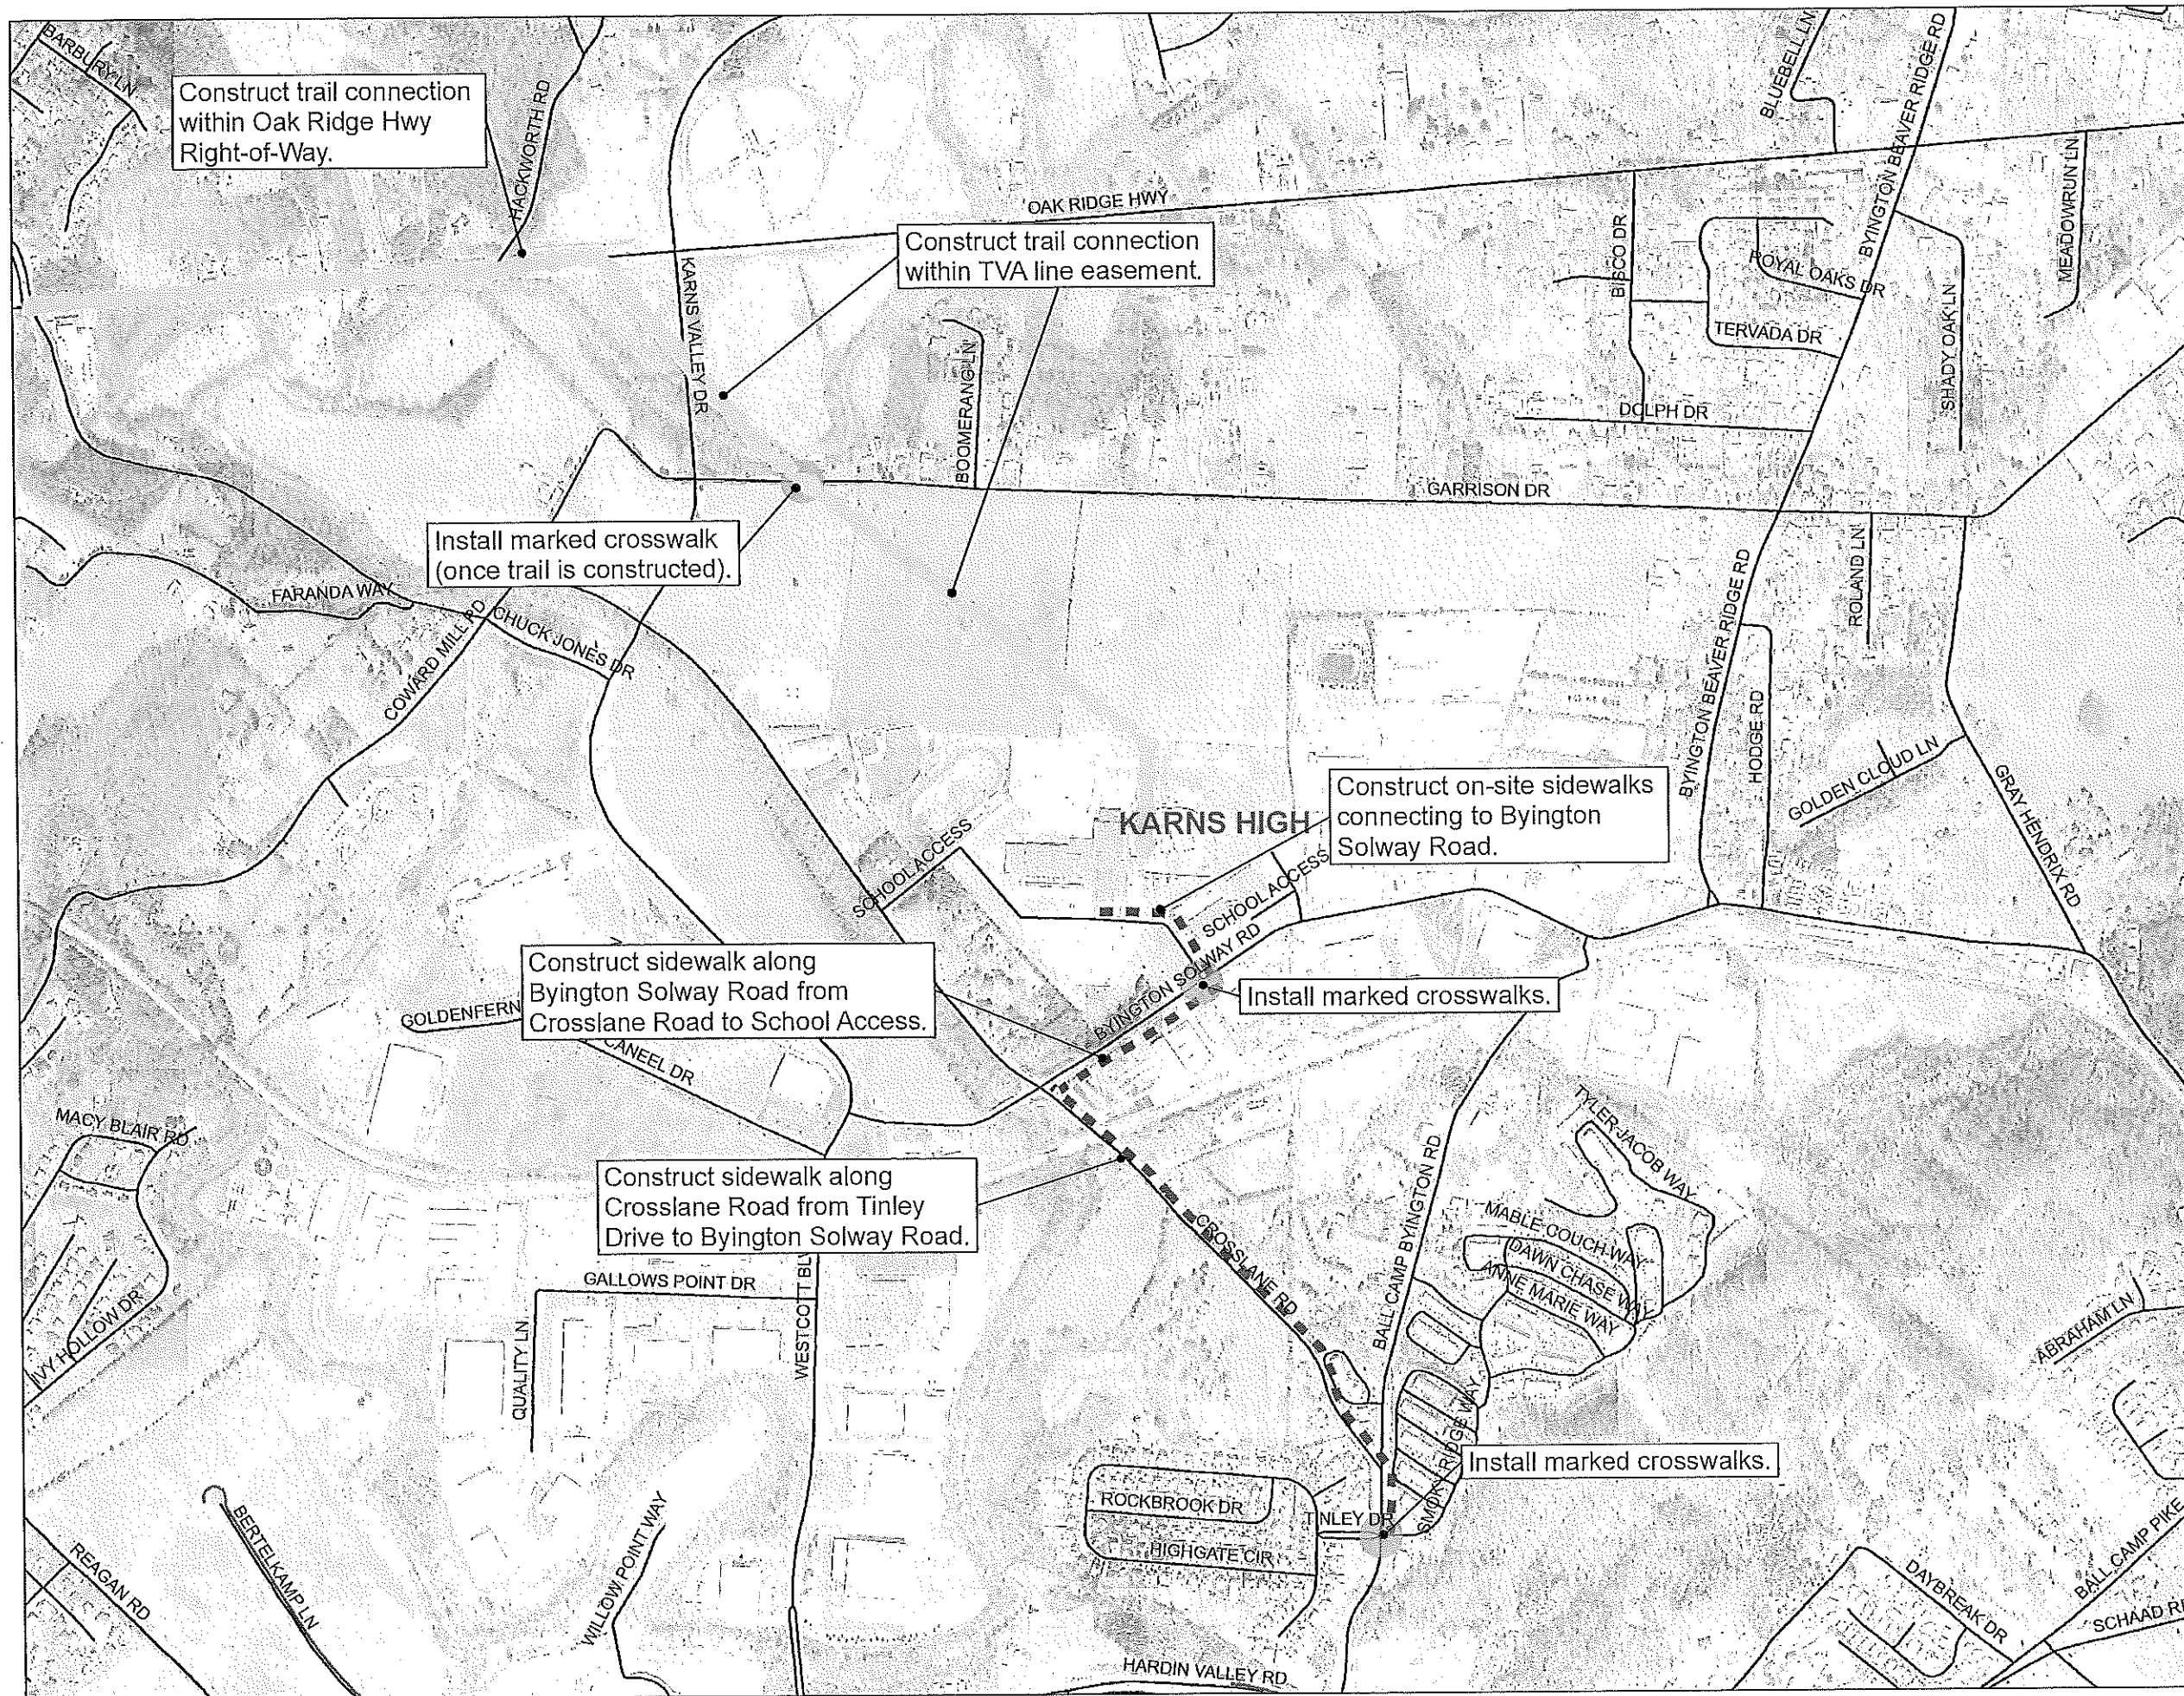 BARBURY LN
Construct trail connection
within Oak Ridge Hwy
Right-of-Way.
HACKWORTH RD
BLUEBELL LN
BYINGTON BEAVER RIDGE RD
MEADOWRUN LN
OAK RIDGE HWY
Construct trail connection
within TVA line easement.
KARNS VALLEY DR
BISCO DR
ROYAL OAKS DR
TERVADA DR
SHADY OAK LN
BOOMERANG LN
DOLPH DR
GARRISON DR
Install marked crosswalk
(once trail is constructed).
FARANDA WAY
COWARD MILL RD
CHUCK JONES DR
BYINGTON BEAVER RIDGE RD
ROLAND LN
HODGE RD
GOLDEN CLOUD LN
GRAY HENDRIX RD
KARNS HIGH
Construct on-site sidewalks
connecting to Byington
Solway Road.
SCHOOL ACCESS
SCHOOL ACCESS
BYINGTON SOLWAY RD
Construct sidewalk along
Byington Solway Road from
Crosslane Road to School Access.
Install marked crosswalks.
BYINGTON SOLWAY RD
GOLDENFERN
CANEEL DR
MACY BLAIR RD
TYLER JACOB WAY
Construct sidewalk along
Crosslane Road from Tinley
Drive to Byington Solway Road.
CROSSLANE RD
BALL CAMP BYINGTON RD
MABLE COUCH WAY
DAWN CHASE WAY
ANNE MARIE WAY
GALLOWS POINT DR
WESTCOTT BL
QUALITY LN
IVY HOLLOW DR
ABRAHAM LN
SMOKY RIDGE WAY
Install marked crosswalks.
ROCKBROOK DR
TINLEY DR
HIGHGATE CIR
REAGAN RD
BERTELKAMP LN
WILLOW POINT WAY
HARDIN VALLEY RD
DAYBREAK DR
BALL CAMP PIKE
SCHAAD RD